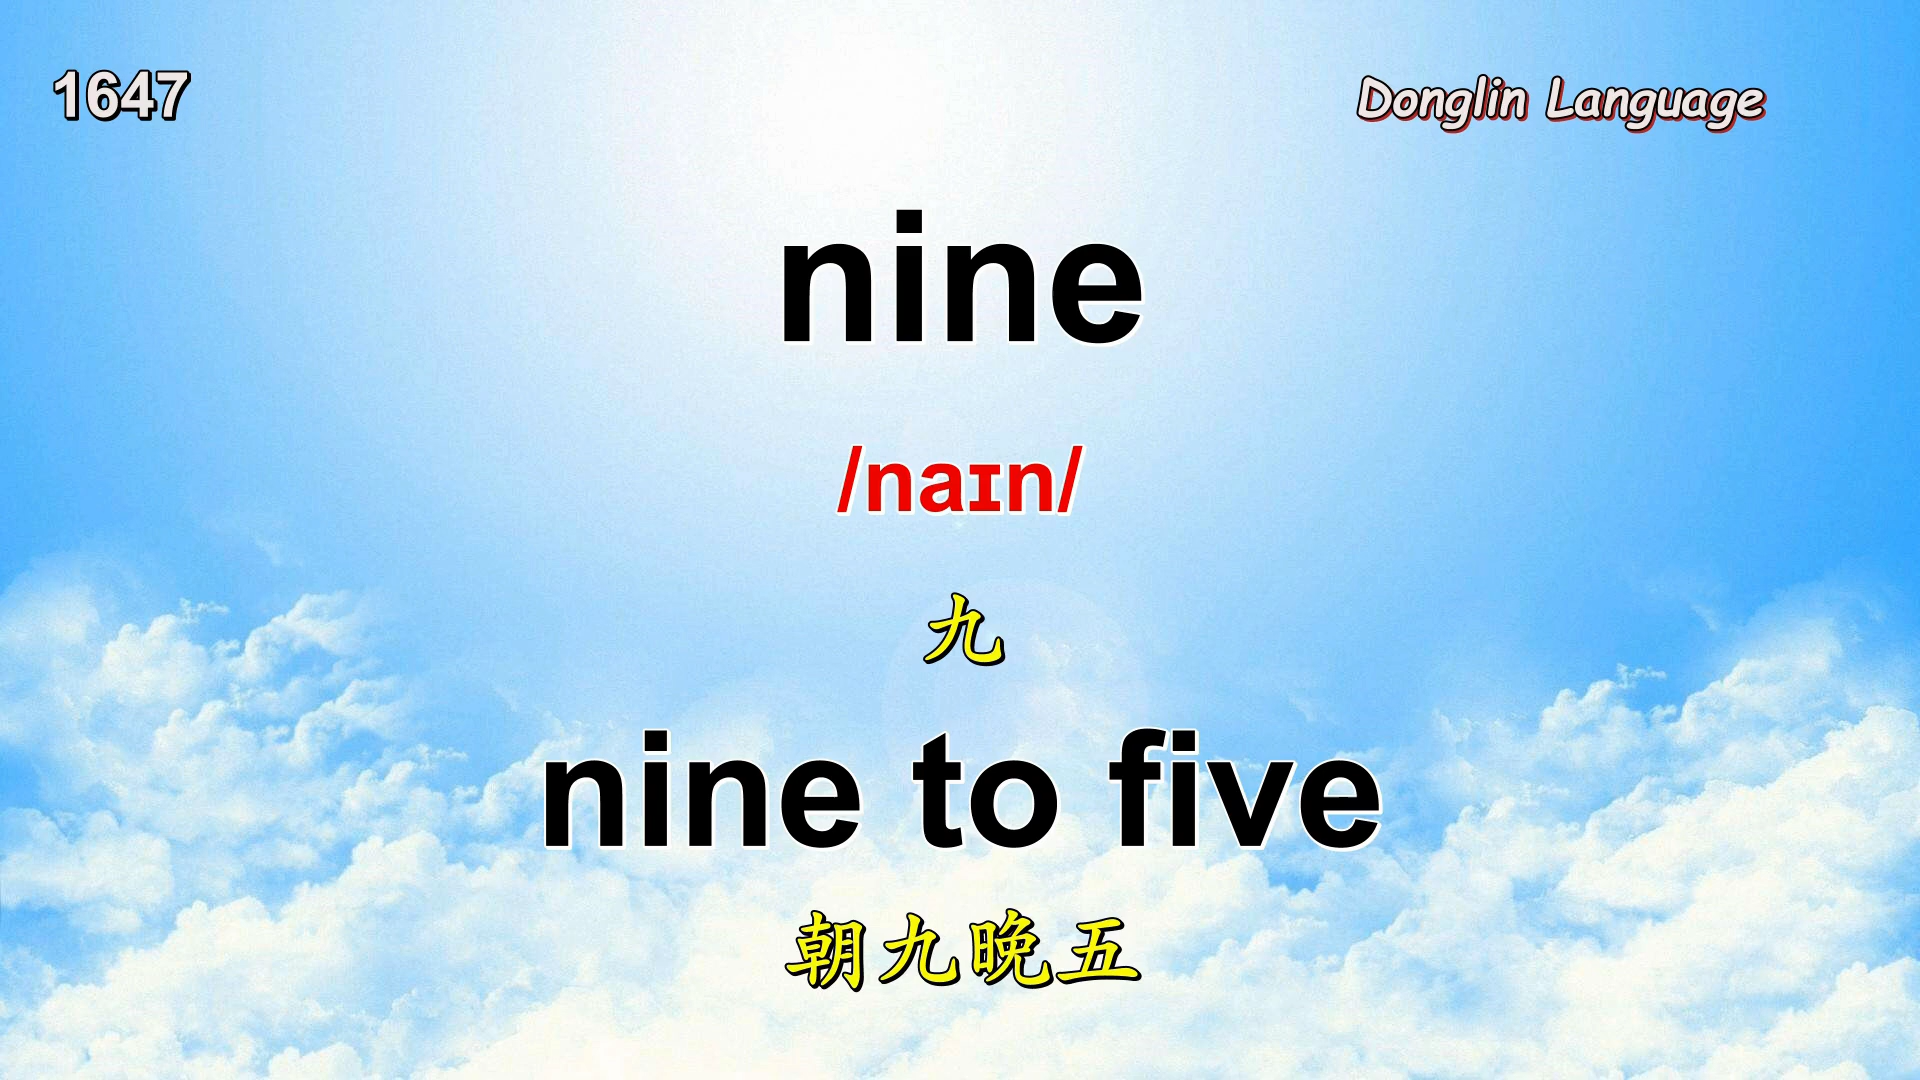 1647
Donglin Language
nine
/naɪn/
九
nine to five
朝九晚五